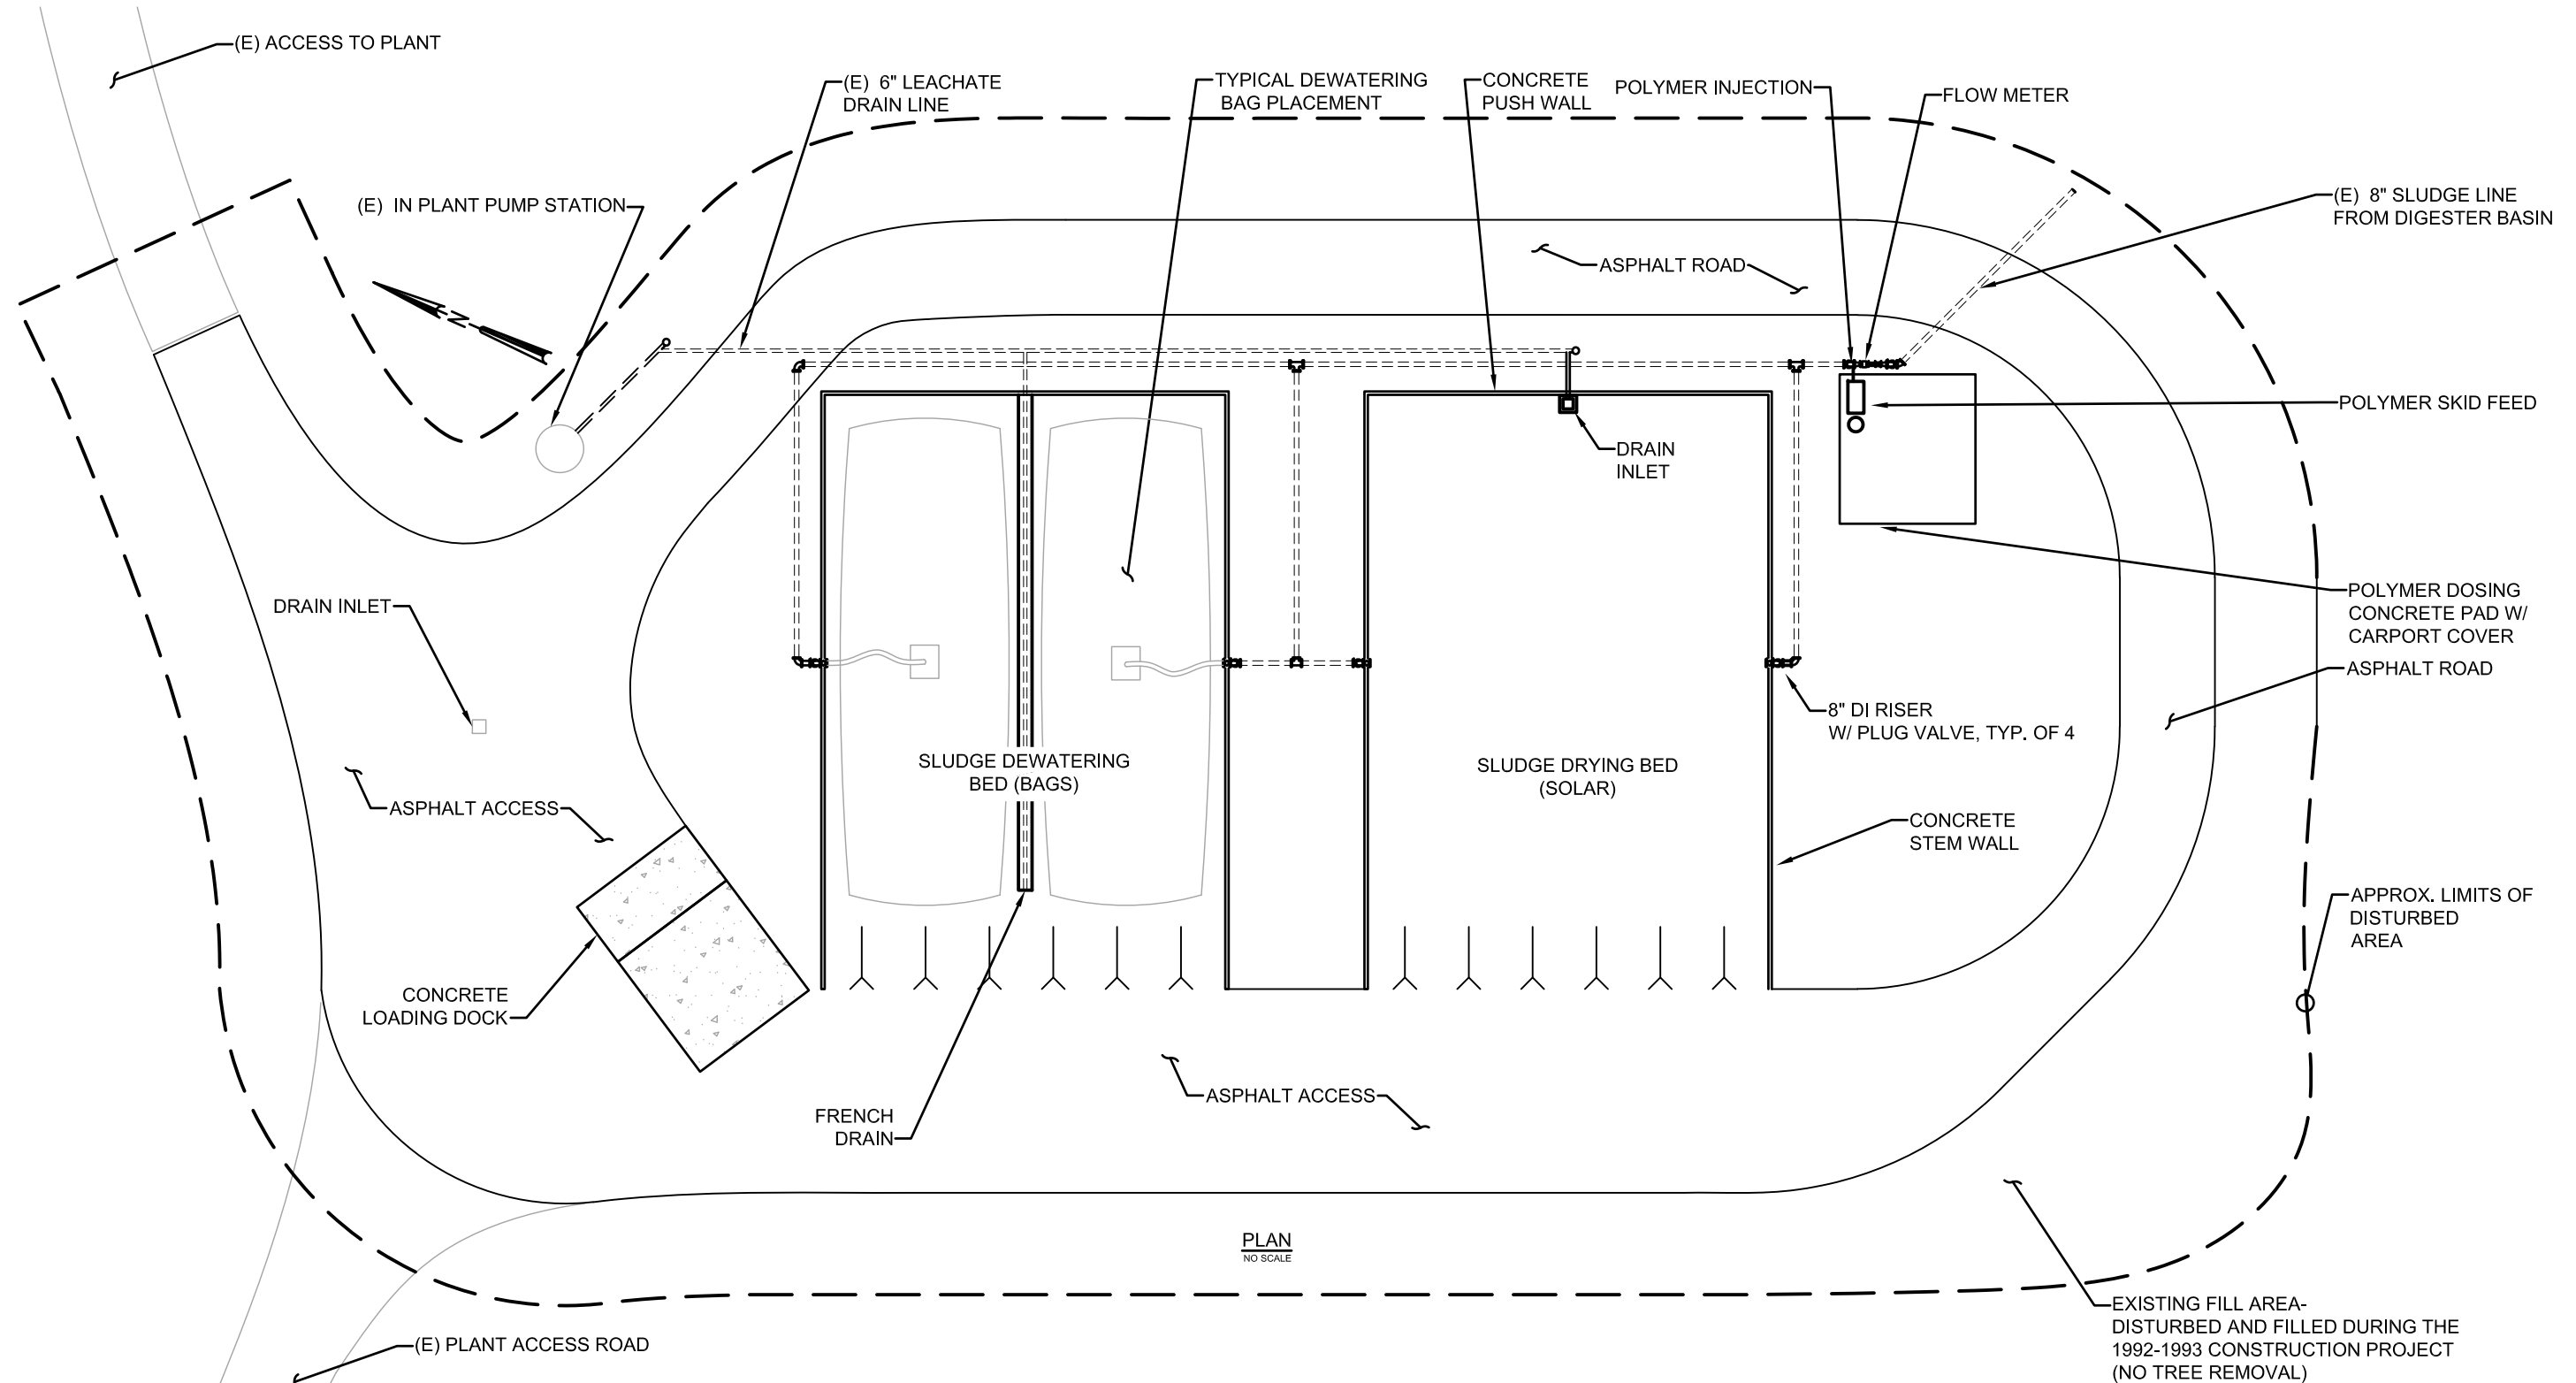 (E) ACCESS TO PLANT
(E) 6" LEACHATE
DRAIN LINE
TYPICAL DEWATERING
BAG PLACEMENT
CONCRETE
PUSH WALL
POLYMER INJECTION
FLOW METER
(E) IN PLANT PUMP STATION
(E) 8" SLUDGE LINE
FROM DIGESTER BASIN
ASPHALT ROAD
N
POLYMER SKID FEED
DRAIN
INLET
DRAIN INLET
POLYMER DOSING
CONCRETE PAD W/
CARPORT COVER
ASPHALT ROAD
8" DI RISER
W/ PLUG VALVE, TYP. OF 4
SLUDGE DEWATERING
BED (BAGS)
SLUDGE DRYING BED
(SOLAR)
ASPHALT ACCESS
CONCRETE
STEM WALL
APPROX. LIMITS OF
DISTURBED
AREA
CONCRETE
LOADING DOCK
ASPHALT ACCESS
FRENCH
DRAIN
PLAN
NO SCALE
EXISTING FILL AREA-
DISTURBED AND FILLED DURING THE
1992-1993 CONSTRUCTION PROJECT
(NO TREE REMOVAL)
(E) PLANT ACCESS ROAD